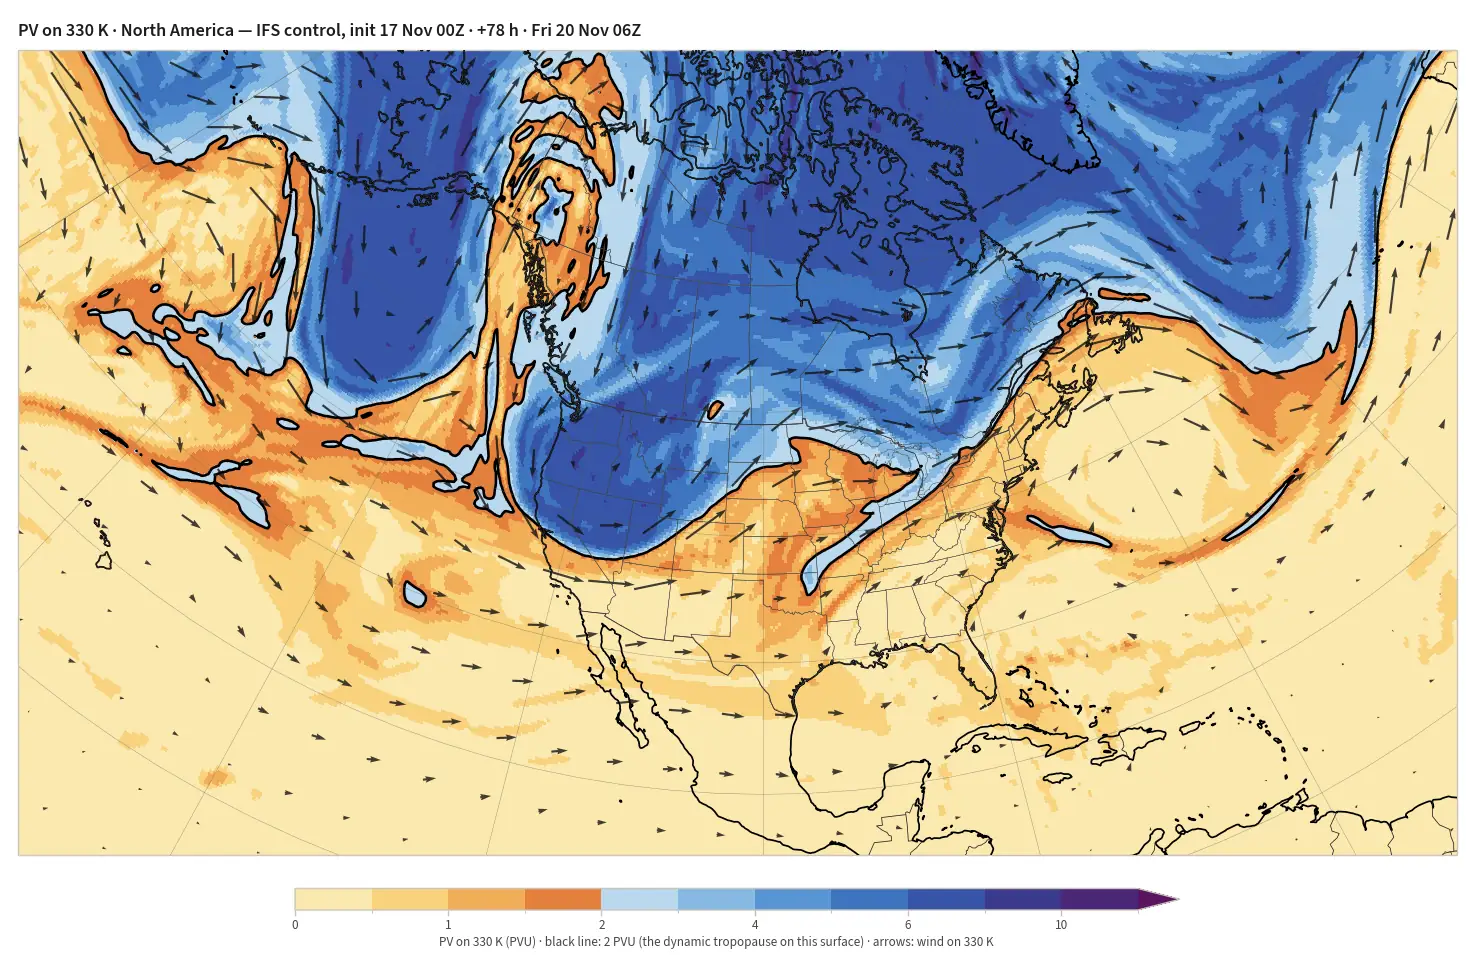 PV on 330 K · North America — IFS control, init 17 Nov 00Z · +78 h · Fri 20 Nov 06Z
0 1 2 4 6 10
PV on 330 K (PVU) · black line: 2 PVU (the dynamic tropopause on this surface) · arrows: wind on 330 K